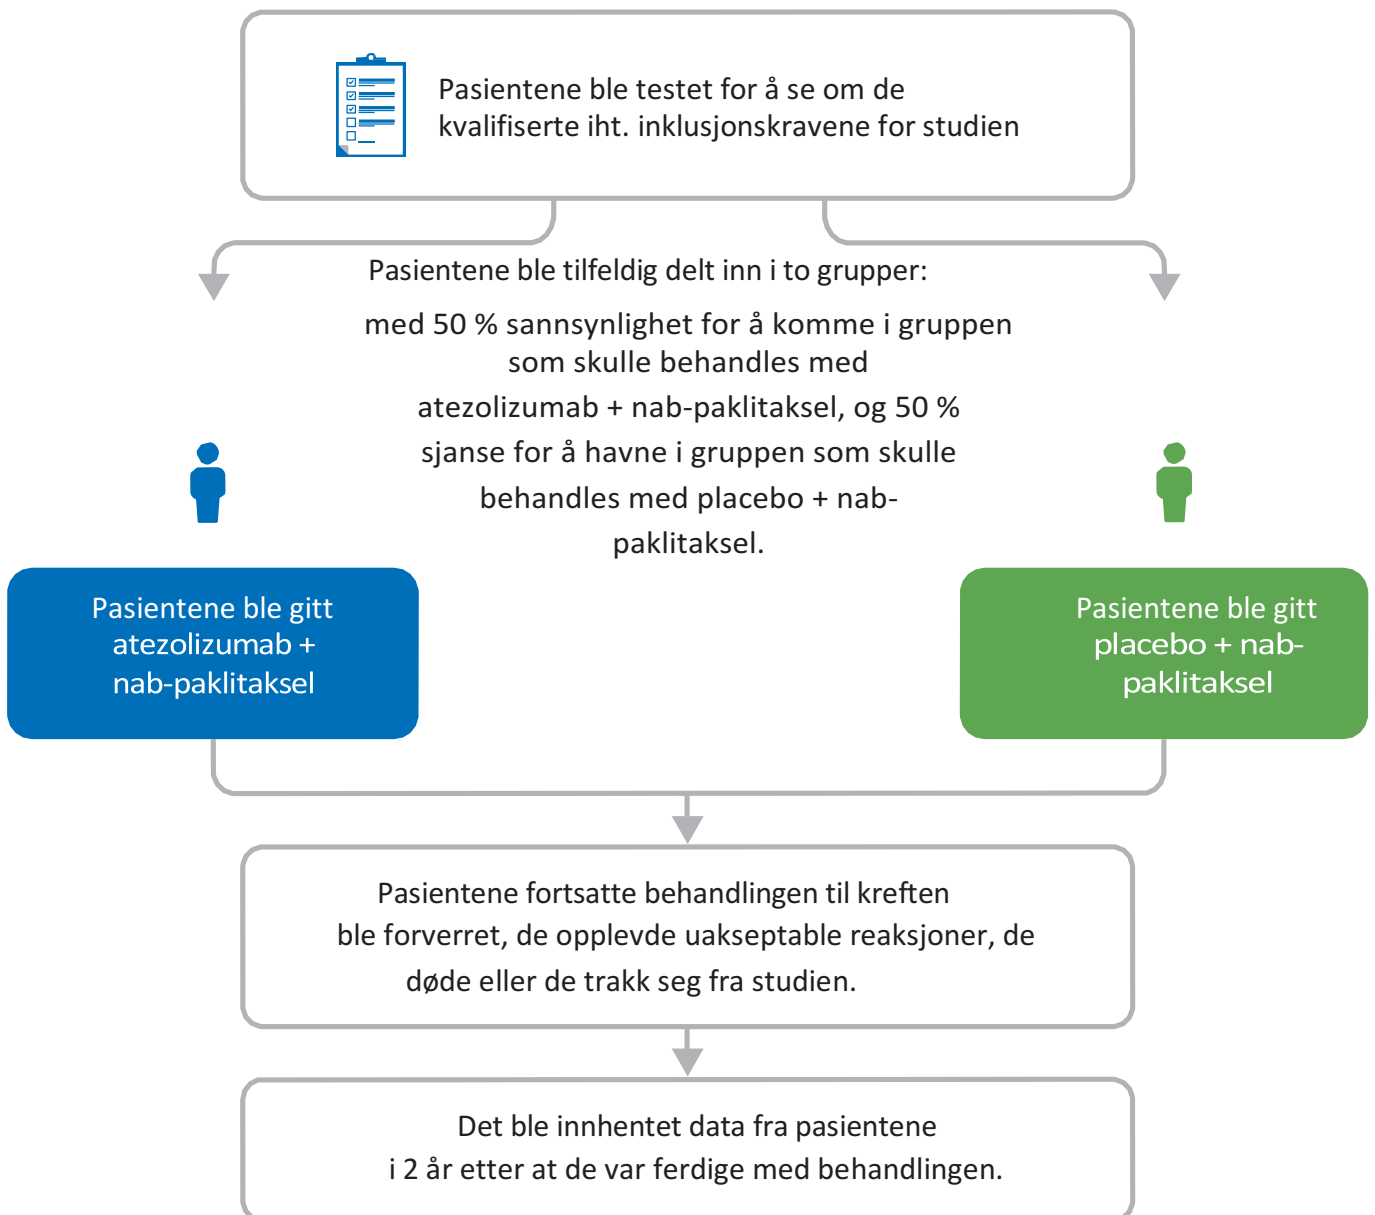 Pasientene ble testet for å se om de
kvalifiserte iht. inklusjonskravene for studien
Pasientene ble tilfeldig delt inn i to grupper:
med 50 % sannsynlighet for å komme i gruppen
som skulle behandles med
atezolizumab + nab-paklitaksel, og 50 %
sjanse for å havne i gruppen som skulle
behandles med placebo + nab-
paklitaksel.
Pasientene ble gitt
atezolizumab +
nab-paklitaksel
Pasientene ble gitt
placebo + nab-
paklitaksel
Pasientene fortsatte behandlingen til kreften
ble forverret, de opplevde uakseptable reaksjoner, de
døde eller de trakk seg fra studien.
Det ble innhentet data fra pasientene
i 2 år etter at de var ferdige med behandlingen.